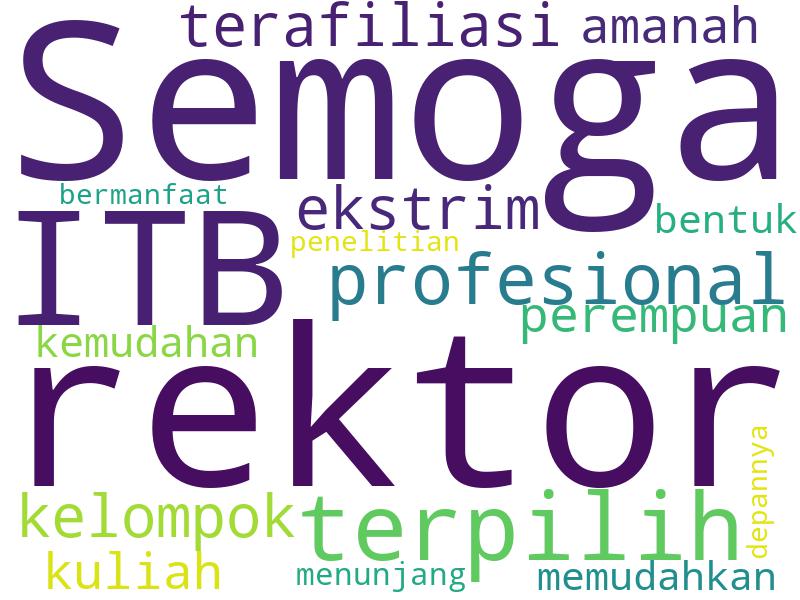 terafiliasi
amanah
Semoga
bermanfaat
ekstrim
bentuk
ITB
penelitian
profesional
perempuan
kemudahan
rektor
depannya
kelompok
terpilih
kuliah
menunjang
memudahkan